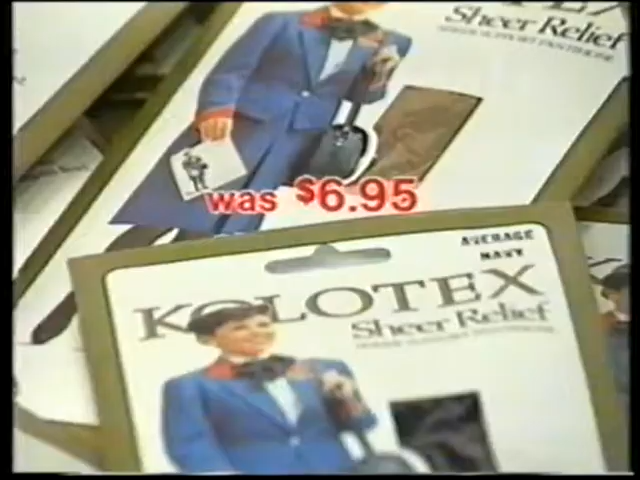 Sheer Relief
was $6.95
AVERAGE
NAVY
KOLOTEX
Sheer Relief